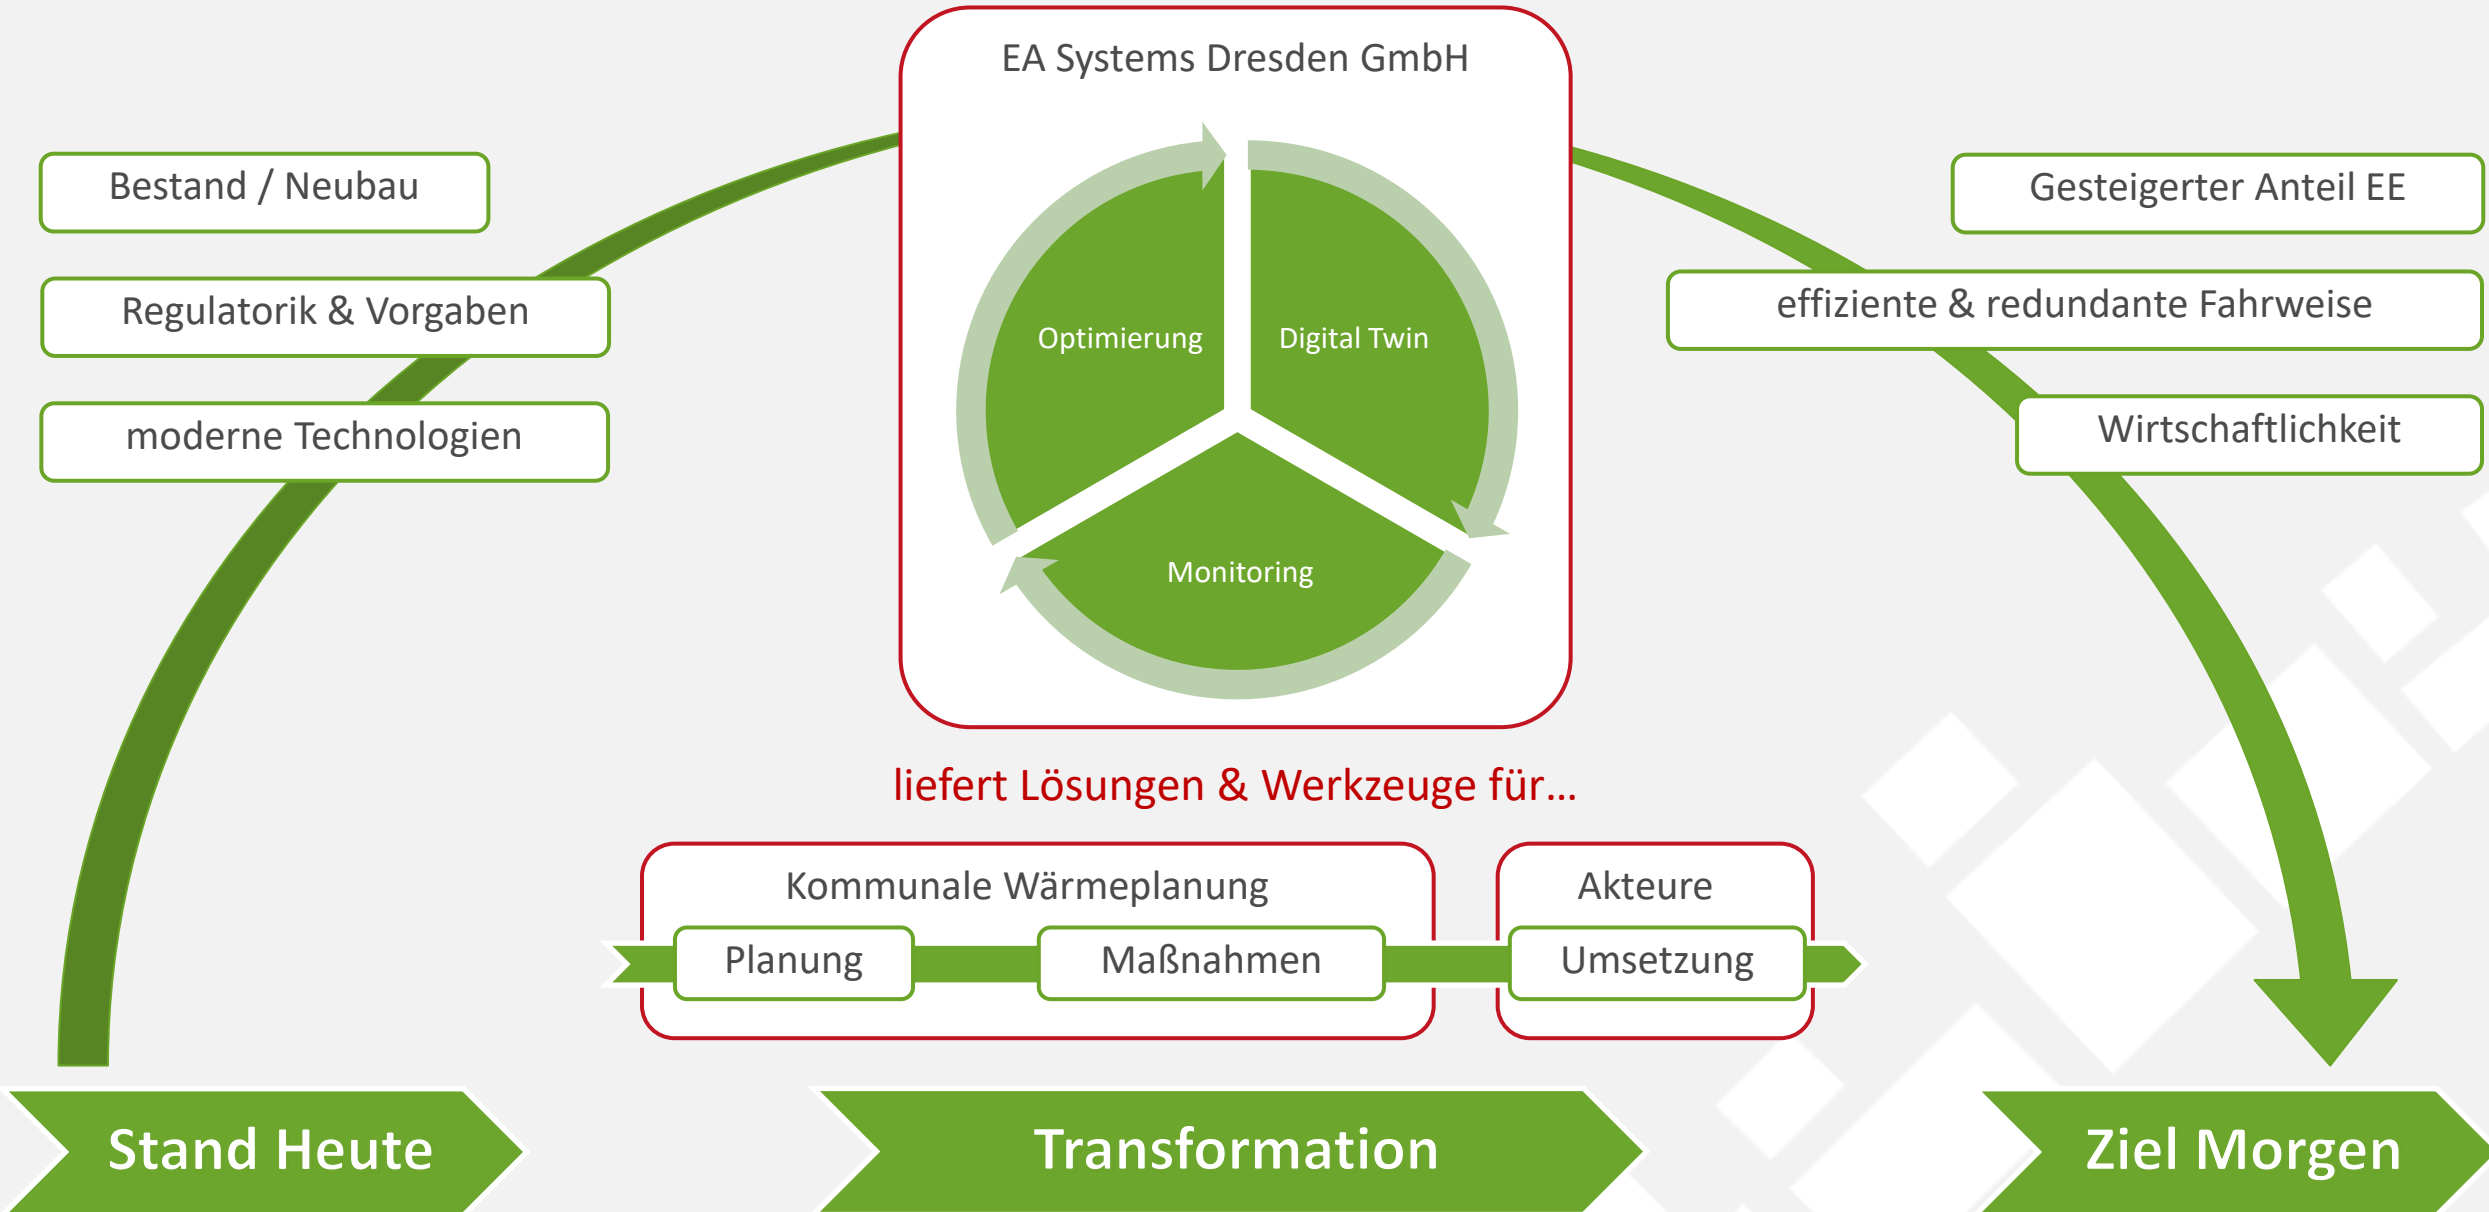 EA Systems Dresden GmbH
Bestand / Neubau
Regulatorik & Vorgaben
moderne Technologien
Optimierung
Digital Twin
Monitoring
Gesteigerter Anteil EE
effiziente & redundante Fahrweise
Wirtschaftlichkeit
liefert Lösungen & Werkzeuge für...
Kommunale Wärmeplanung
Planung
Maßnahmen
Akteure
Umsetzung
Stand Heute
Transformation
Ziel Morgen